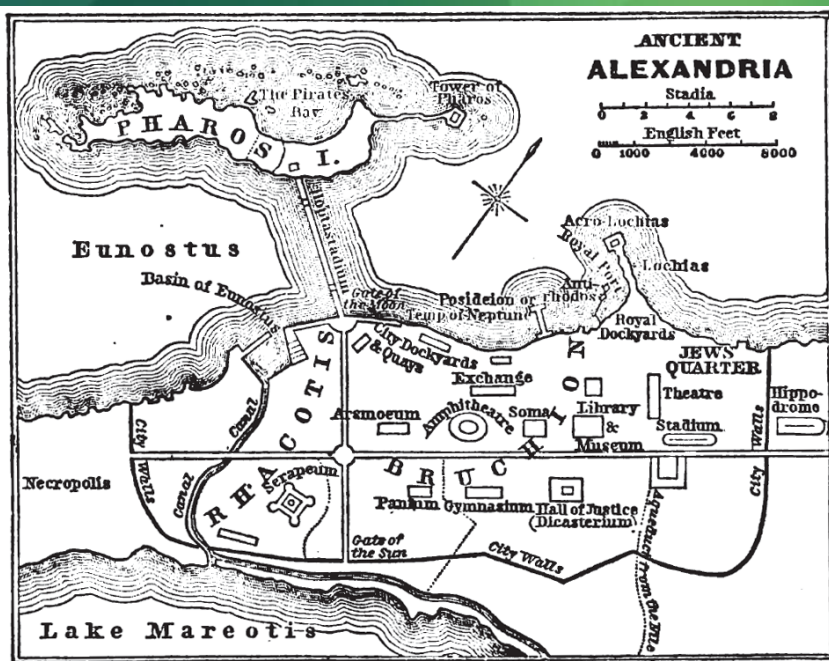 ANCIENT
ALEXANDRIA
Stadia
0 2 4 6 8
English Feet
0 1000 4000 8000
The Pirates
Bay
Tower of
Pharos
PHAROS I.
Heptastadium
Eunostus
Basin of Eunostus
Gate of
the Moon
Acro-Lochias
Lochias
Royal Port
Anti-
rhodos
Posideion or
Temp of Neptune
Royal
Dockyards
City Dockyards
& Quays
JEWS'
QUARTER
Exchange
Theatre
Hippo-
drome
RHACOTIS
Arsinoeum
Amphitheatre
Soma
Library
&
Museum
Stadium
BRUCHION
City
Walls
Canal
City Walls
Necropolis
Canal
Serapeum
Panium
Gymnasium
Hall of Justice
(Dicasterium)
Aqueduct from the Nile
Gate of
the Sun
City Walls
Lake Mareotis